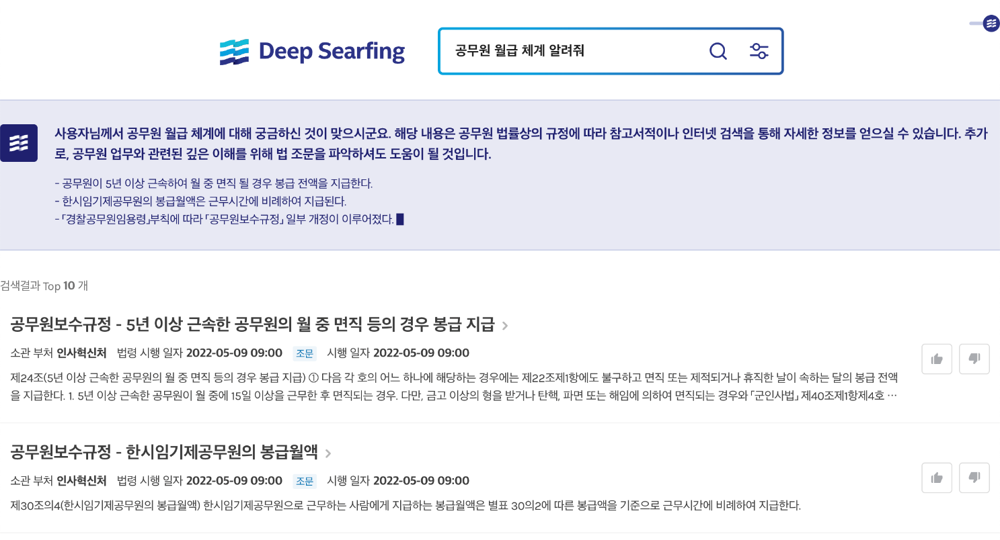 Deep Searfing
공무원 월급 체계 알려줘
사용자님께서 공무원 월급 체계에 대해 궁금하신 것이 맞으시군요. 해당 내용은 공무원 법률상의 규정에 따라 참고서적이나 인터넷 검색을 통해 자세한 정보를 얻으실 수 있습니다. 추가
로, 공무원 업무와 관련된 깊은 이해를 위해 법 조문을 파악하셔도 도움이 될 것입니다.
- 공무원이 5년 이상 근속하여 월 중 면직 될 경우 봉급 전액을 지급한다.
- 한시임기제공무원의 봉급월액은 근무시간에 비례하여 지급된다.
- 「경찰공무원임용령」부칙에 따라 「공무원보수규정」 일부 개정이 이루어졌다.
검색결과 Top 10 개
공무원보수규정 - 5년 이상 근속한 공무원의 월 중 면직 등의 경우 봉급 지급
소관 부처 인사혁신처 법령 시행 일자 2022-05-09 09:00 조문 시행 일자 2022-05-09 09:00
제24조(5년 이상 근속한 공무원의 월 중 면직 등의 경우 봉급 지급) ① 다음 각 호의 어느 하나에 해당하는 경우에는 제22조제1항에도 불구하고 면직 또는 제적되거나 휴직한 날이 속하는 달의 봉급 전액
을 지급한다. 1. 5년 이상 근속한 공무원이 월 중에 15일 이상을 근무한 후 면직되는 경우. 다만, 금고 이상의 형을 받거나 탄핵, 파면 또는 해임에 의하여 면직되는 경우와 「군인사법」 제40조제1항제4호 …
공무원보수규정 - 한시임기제공무원의 봉급월액
소관 부처 인사혁신처 법령 시행 일자 2022-05-09 09:00 조문 시행 일자 2022-05-09 09:00
제30조의4(한시임기제공무원의 봉급월액) 한시임기제공무원으로 근무하는 사람에게 지급하는 봉급월액은 별표 30의2에 따른 봉급액을 기준으로 근무시간에 비례하여 지급한다.